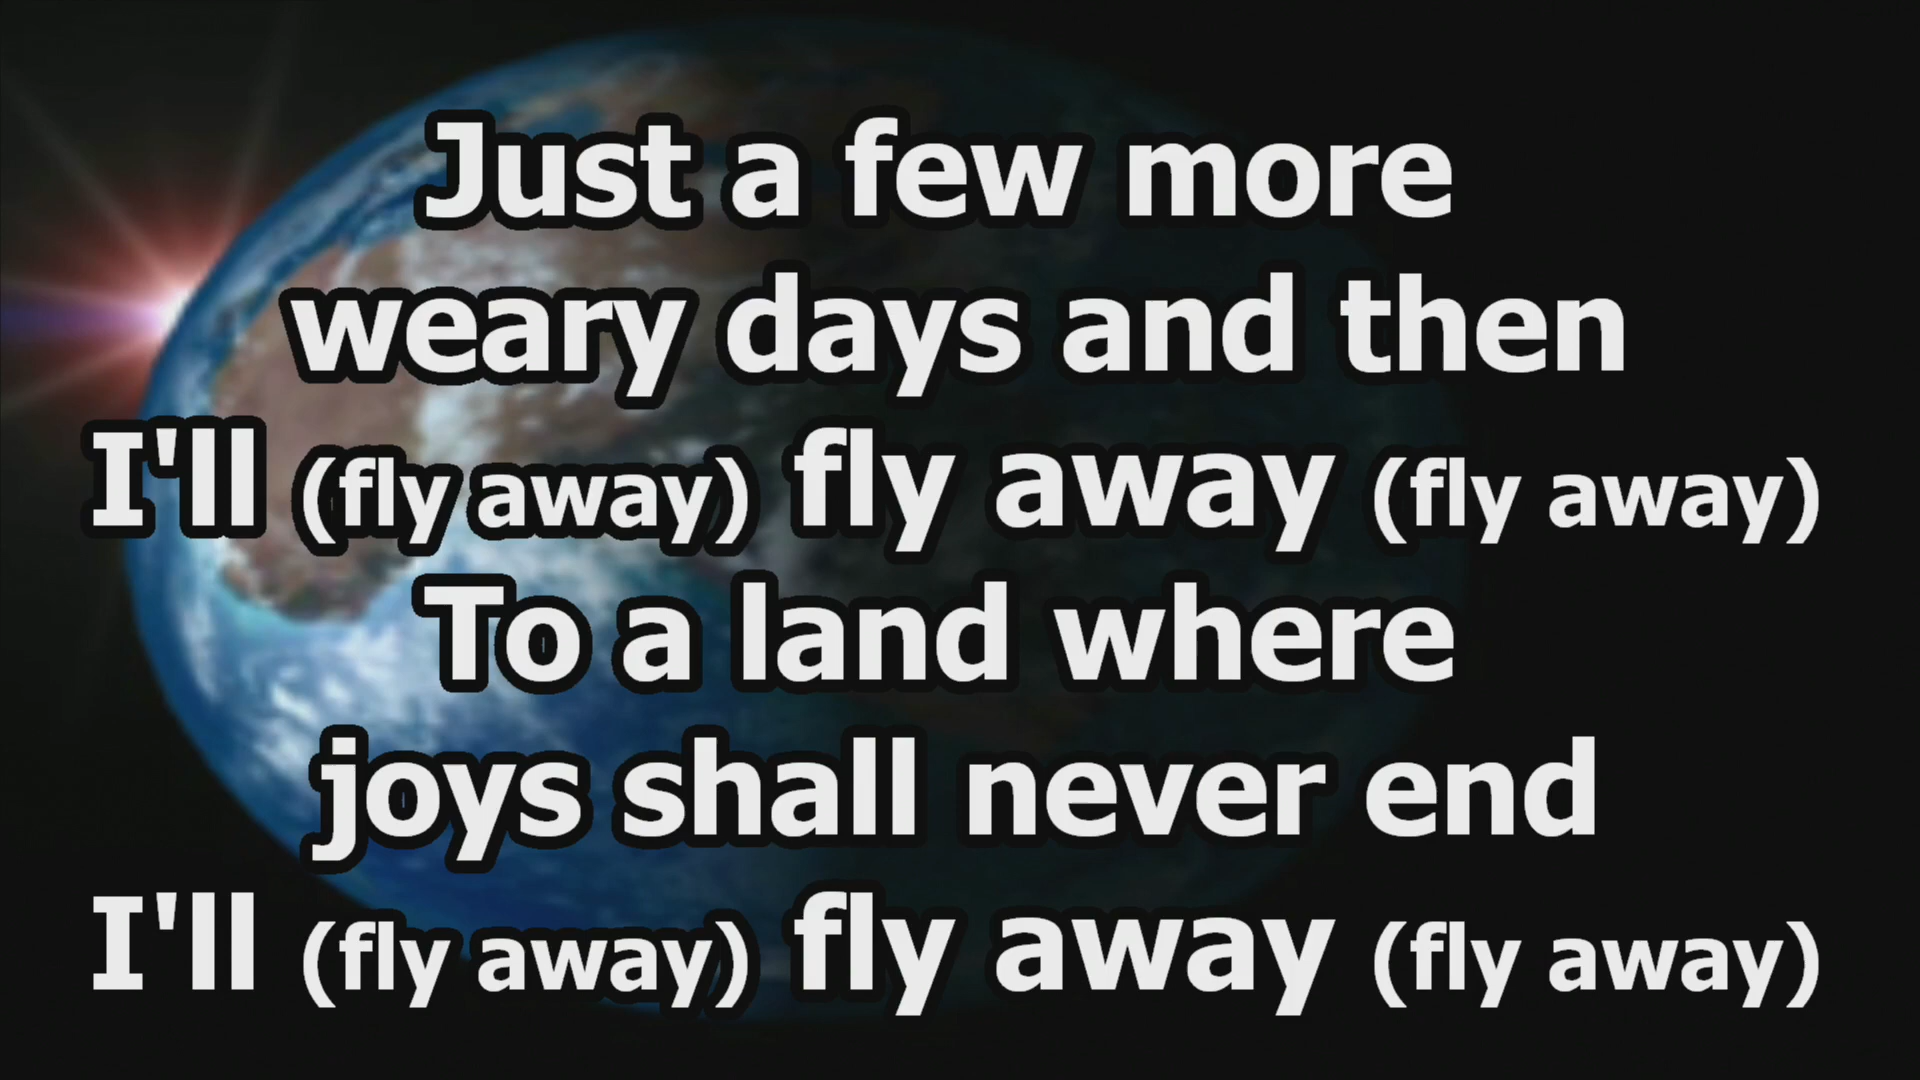 Just a few more
weary days and then
I'll (fly away) fly away (fly away)
To a land where
joys shall never end
I'll (fly away) fly away (fly away)